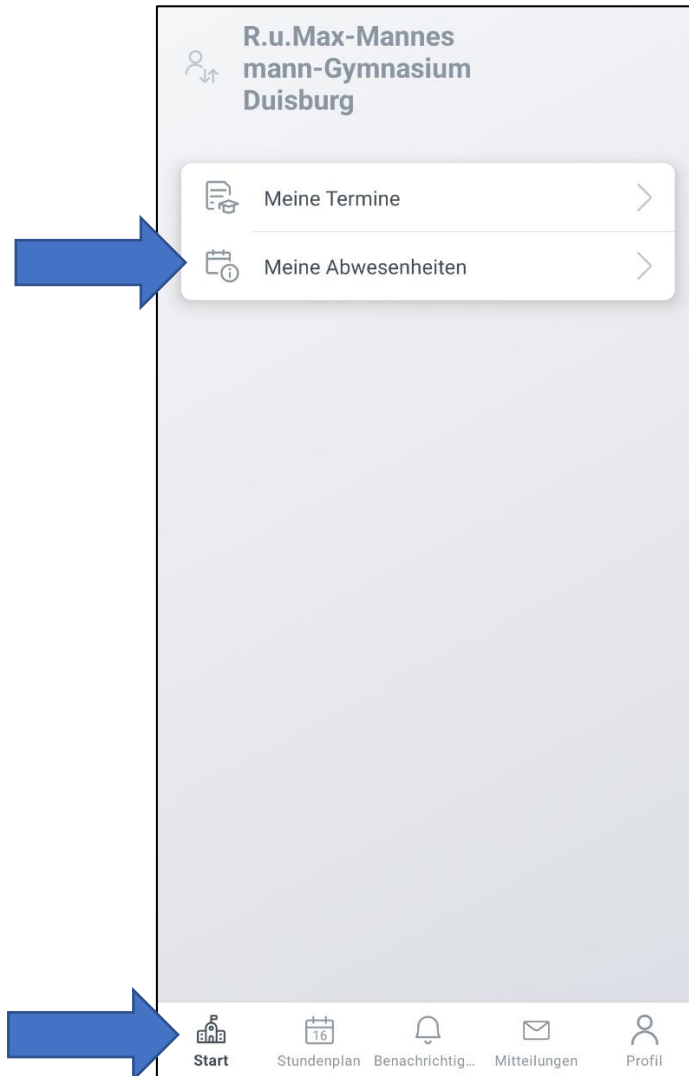 R.u.Max-Mannes
mann-Gymnasium
Duisburg
Meine Termine
Meine Abwesenheiten
16
Start Stundenplan Benachrichtig... Mitteilungen Profil